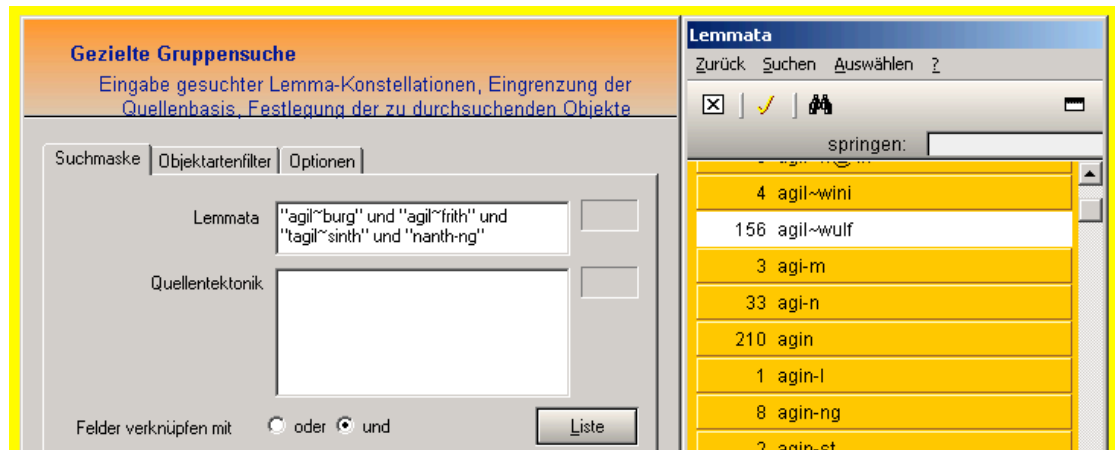 Gezielte Gruppensuche
Eingabe gesuchter Lemma-Konstellationen, Eingrenzung der
Quellenbasis, Festlegung der zu durchsuchenden Objekte
Suchmaske Objektartenfilter Optionen
Lemmata
"agil~burg" und "agil~frith" und
"tagil~sinth" und "nanth-ng"
Quellentektonik
Felder verknüpfen mit oder und Liste
Lemmata
Zurück Suchen Auswählen ?
springen:
4 agil~wini
156 agil~wulf
3 agi-m
33 agi-n
210 agin
1 agin-l
8 agin-ng
2 agin-st